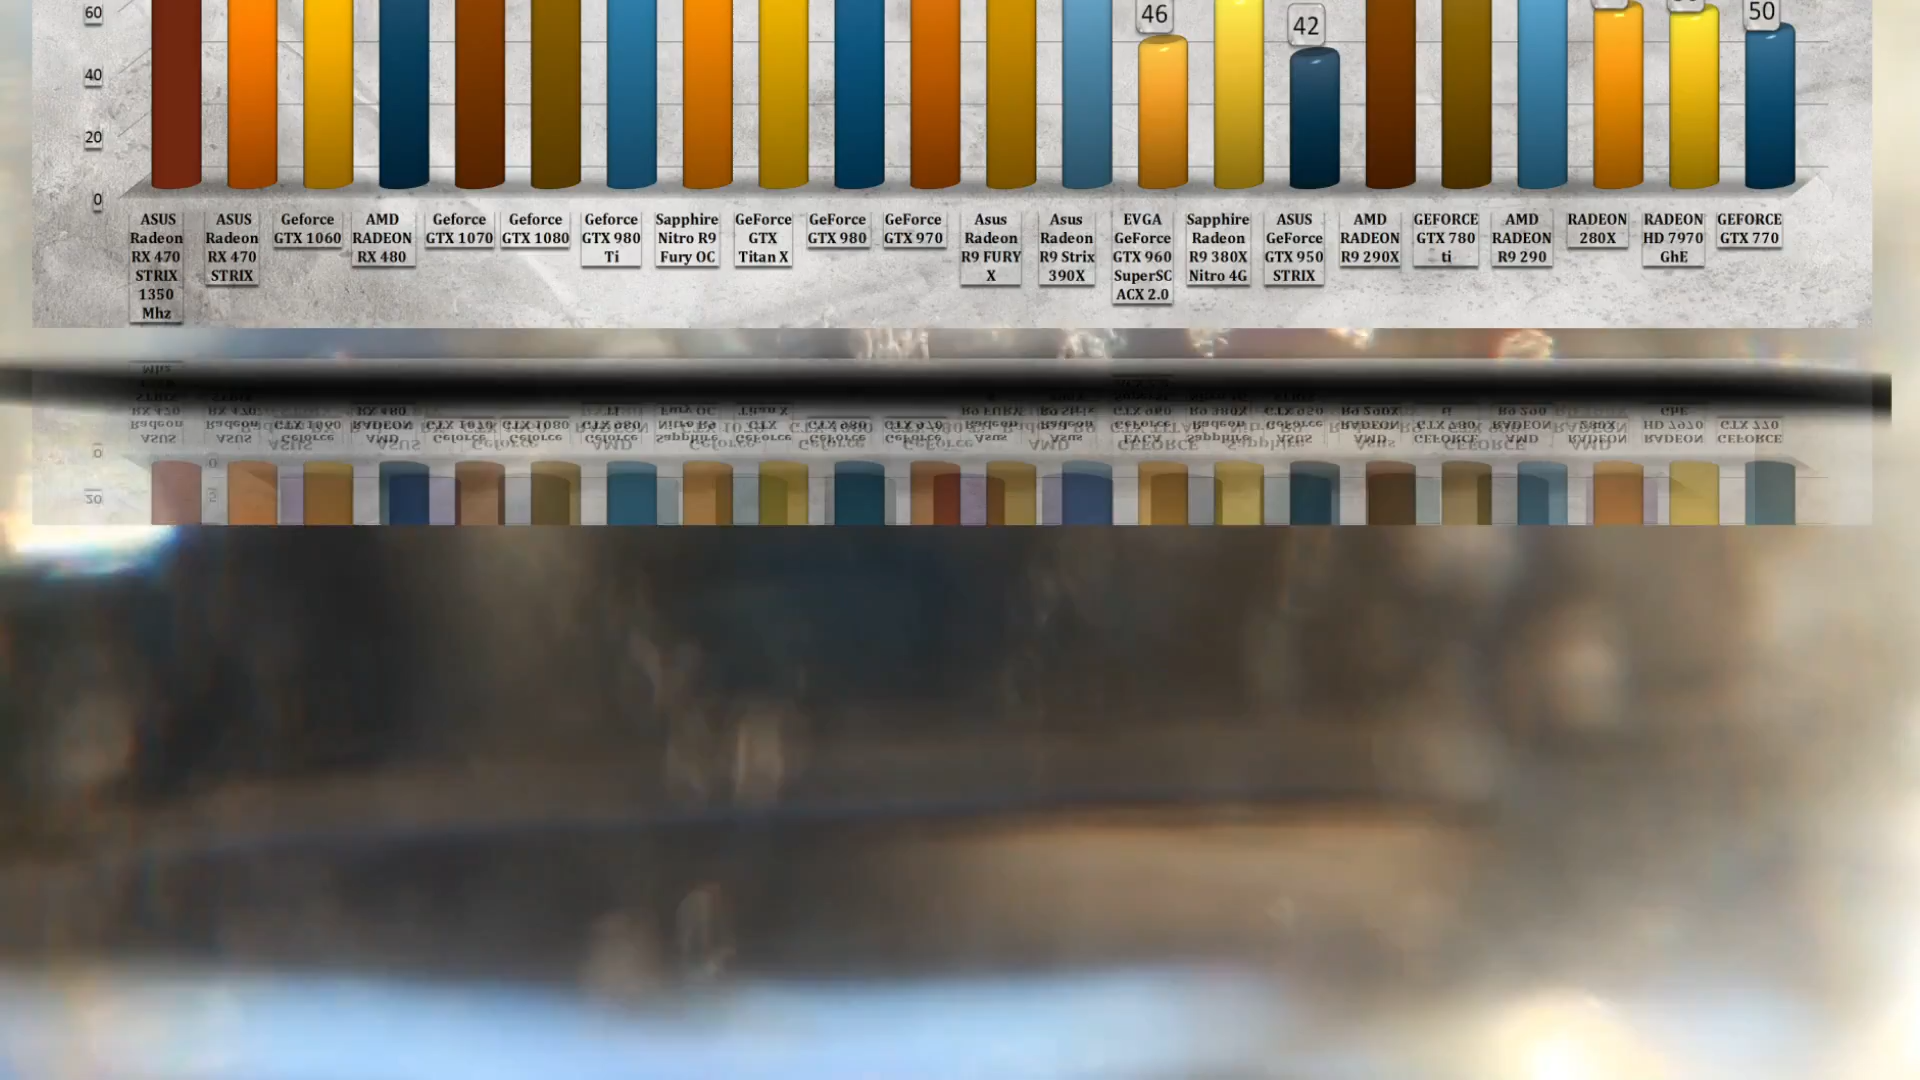 60
46
42
50
40
20
0
ASUS
Radeon
RX 470
STRIX
1350
Mhz
ASUS
Radeon
RX 470
STRIX
Geforce
GTX 1060
AMD
RADEON
RX 480
Geforce
GTX 1070
Geforce
GTX 1080
Geforce
GTX 980
Ti
Sapphire
Nitro R9
Fury OC
GeForce
GTX
Titan X
GeForce
GTX 980
GeForce
GTX 970
Asus
Radeon
R9 FURY
X
Asus
Radeon
R9 Strix
390X
EVGA
GeForce
GTX 960
SuperSC
ACX 2.0
Sapphire
Radeon
R9 380X
Nitro 4G
ASUS
GeForce
GTX 950
STRIX
AMD
RADEON
R9 290X
GEFORCE
GTX 780
ti
AMD
RADEON
R9 290
RADEON
280X
RADEON
HD 7970
GhE
GEFORCE
GTX 770